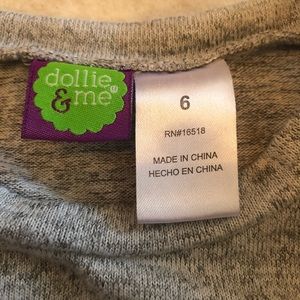 dollie
& me®
6
RN#16518
MADE IN CHINA
HECHO EN CHINA